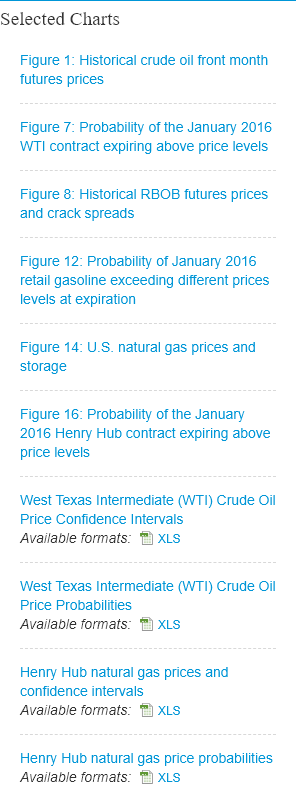 Selected Charts
Figure 1: Historical crude oil front month
futures prices
Figure 7: Probability of the January 2016
WTI contract expiring above price levels
Figure 8: Historical RBOB futures prices
and crack spreads
Figure 12: Probability of January 2016
retail gasoline exceeding different prices
levels at expiration
Figure 14: U.S. natural gas prices and
storage
Figure 16: Probability of the January
2016 Henry Hub contract expiring above
price levels
West Texas Intermediate (WTI) Crude Oil
Price Confidence Intervals
Available formats: XLS
West Texas Intermediate (WTI) Crude Oil
Price Probabilities
Available formats: XLS
Henry Hub natural gas prices and
confidence intervals
Available formats: XLS
Henry Hub natural gas price probabilities
Available formats: XLS